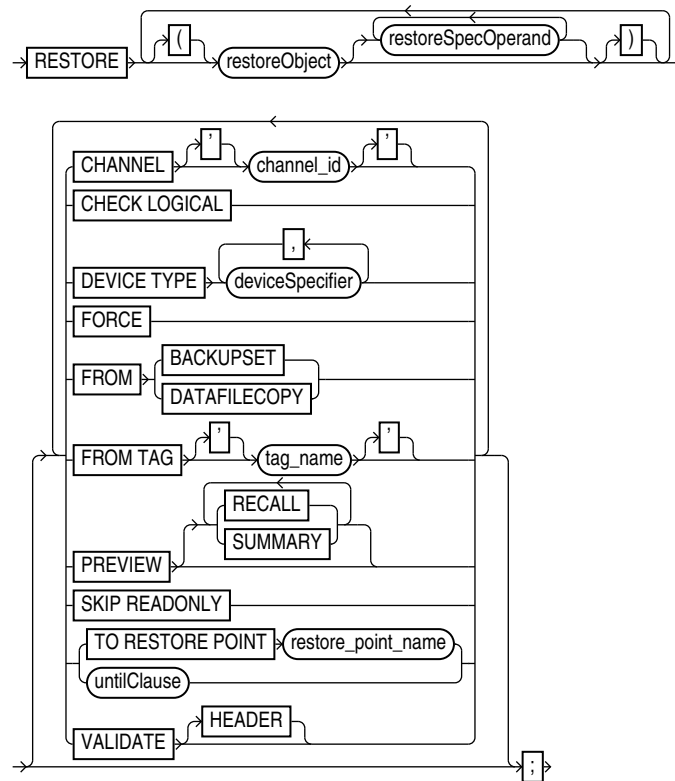 ( restoreSpecOperand )
RESTORE restoreObject
' '
CHANNEL channel_id
CHECK LOGICAL
,
DEVICE TYPE deviceSpecifier
FORCE
BACKUPSET
FROM
DATAFILECOPY
' '
FROM TAG tag_name
RECALL
SUMMARY
PREVIEW
SKIP READONLY
TO RESTORE POINT restore_point_name
untilClause
HEADER
VALIDATE
;